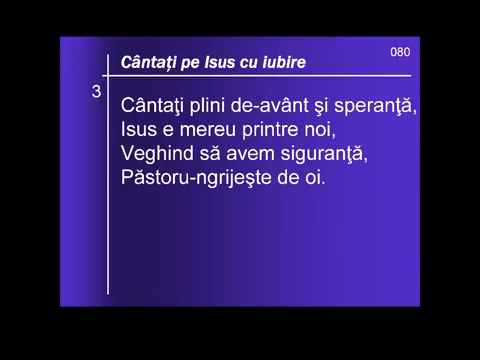 080
Cântați pe Isus cu iubire
3
Cântaţi plini de-avânt şi speranţă,
Isus e mereu printre noi,
Veghind să avem siguranţă,
Păstoru-ngrijeşte de oi.